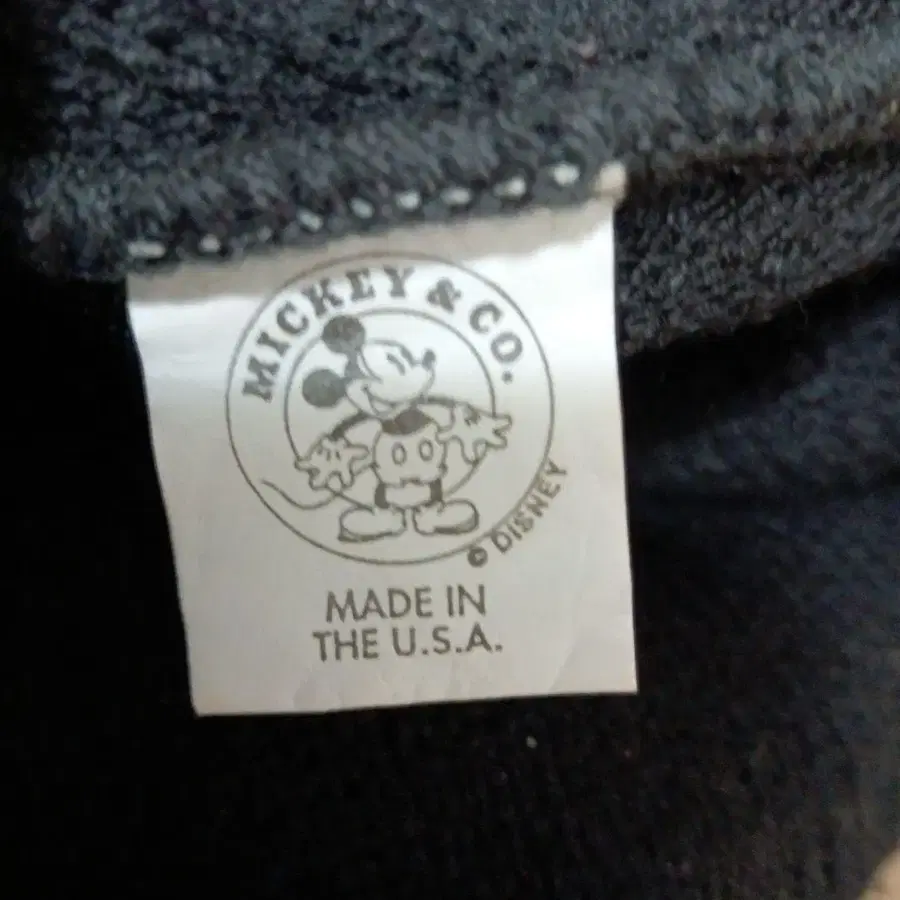 MICKEY & CO.
© DISNEY
MADE IN
THE U.S.A.